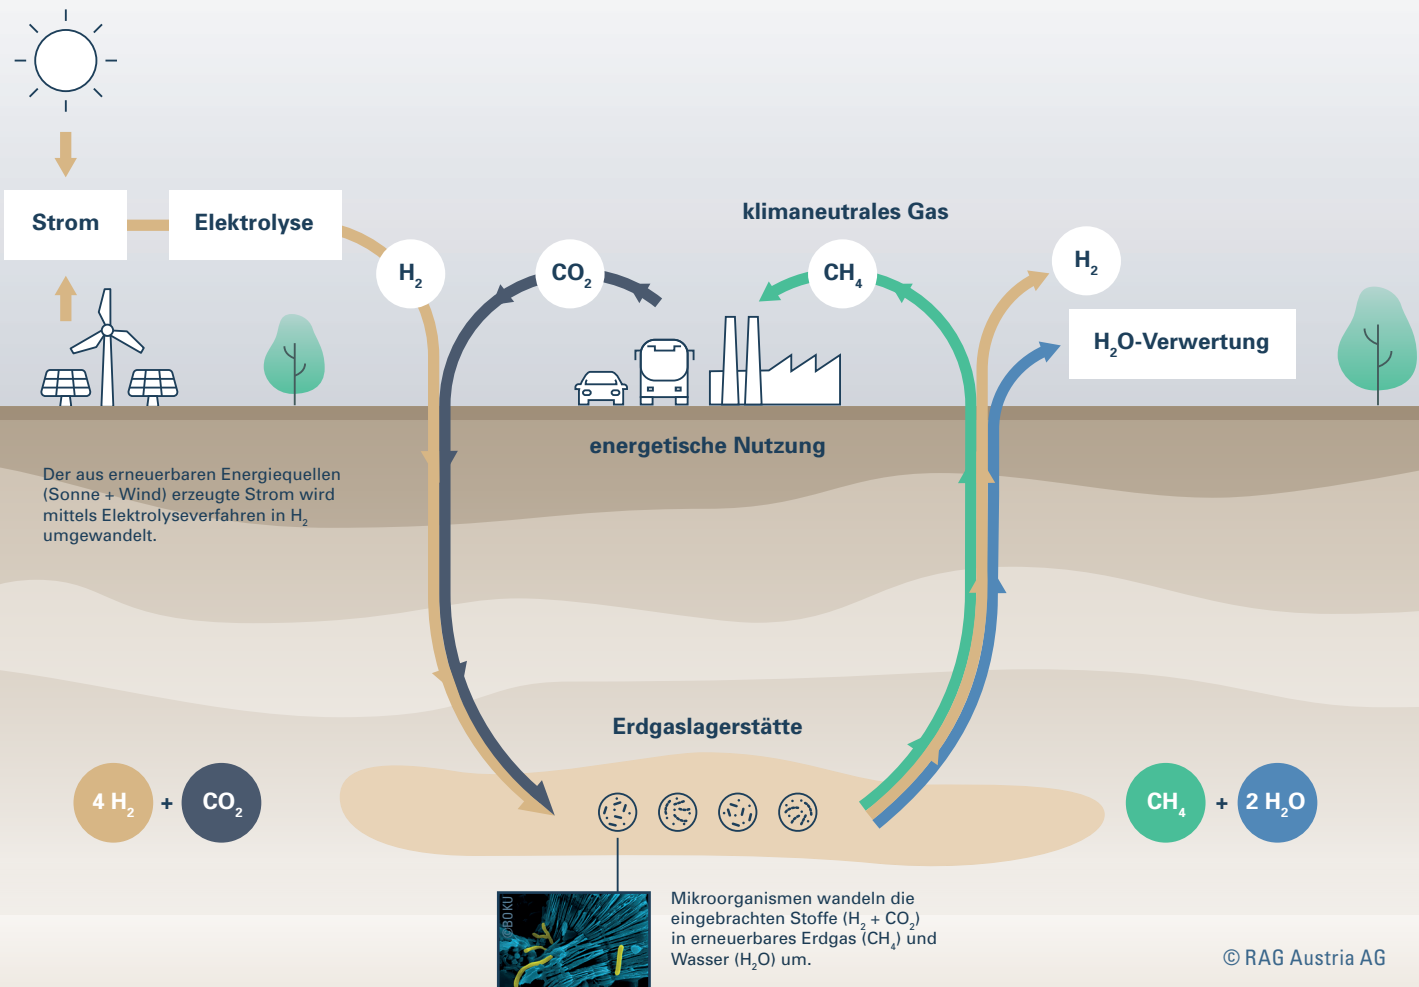 Strom
Elektrolyse
H₂
CO₂
klimaneutrales Gas
CH₄
H₂
H₂O-Verwertung
energetische Nutzung
Der aus erneuerbaren Energiequellen
(Sonne + Wind) erzeugte Strom wird
mittels Elektrolyseverfahren in H₂
umgewandelt.
Erdgaslagerstätte
4 H₂ + CO₂
CH₄ + 2 H₂O
©BOKU
Mikroorganismen wandeln die
eingebrachten Stoffe (H₂ + CO₂)
in erneuerbares Erdgas (CH₄) und
Wasser (H₂O) um.
© RAG Austria AG